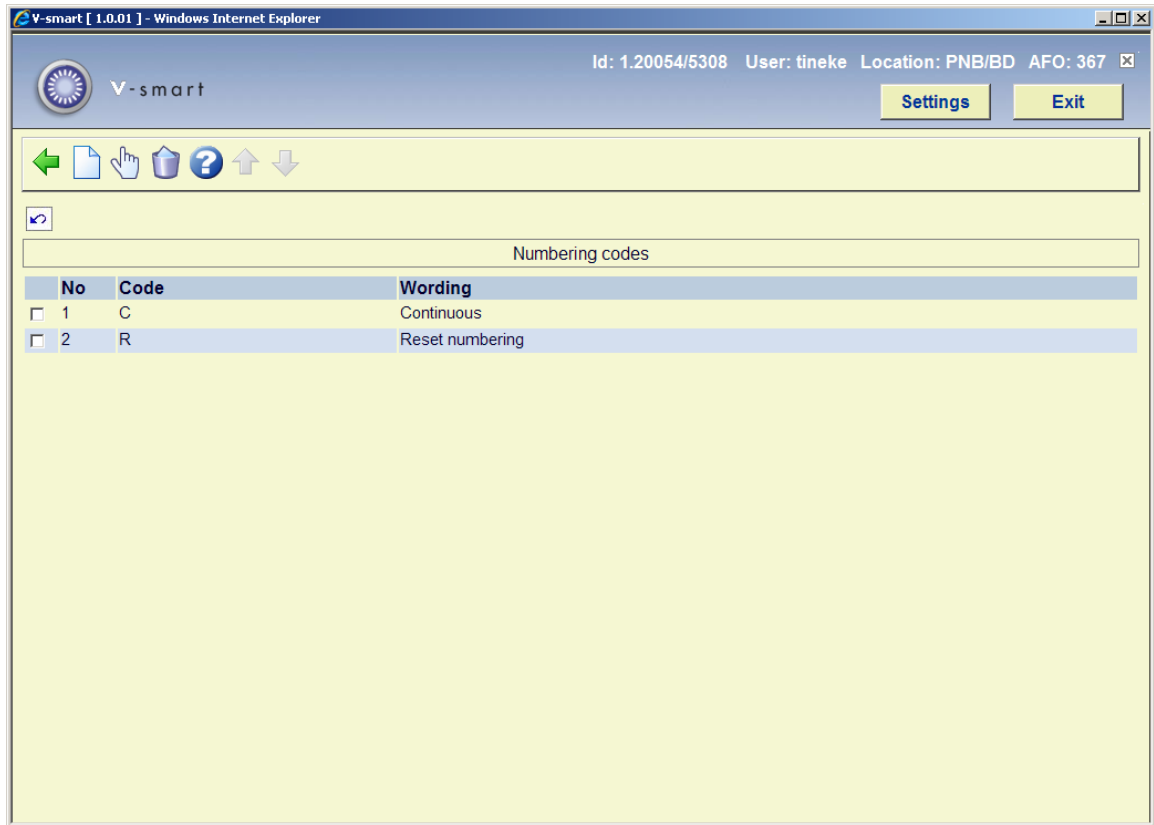 V-smart [ 1.0.01 ] - Windows Internet Explorer
Id: 1.20054/5308 User: tineke Location: PNB/BD AFO: 367
V-smart
Settings Exit
Numbering codes
No Code Wording
1 C Continuous
2 R Reset numbering